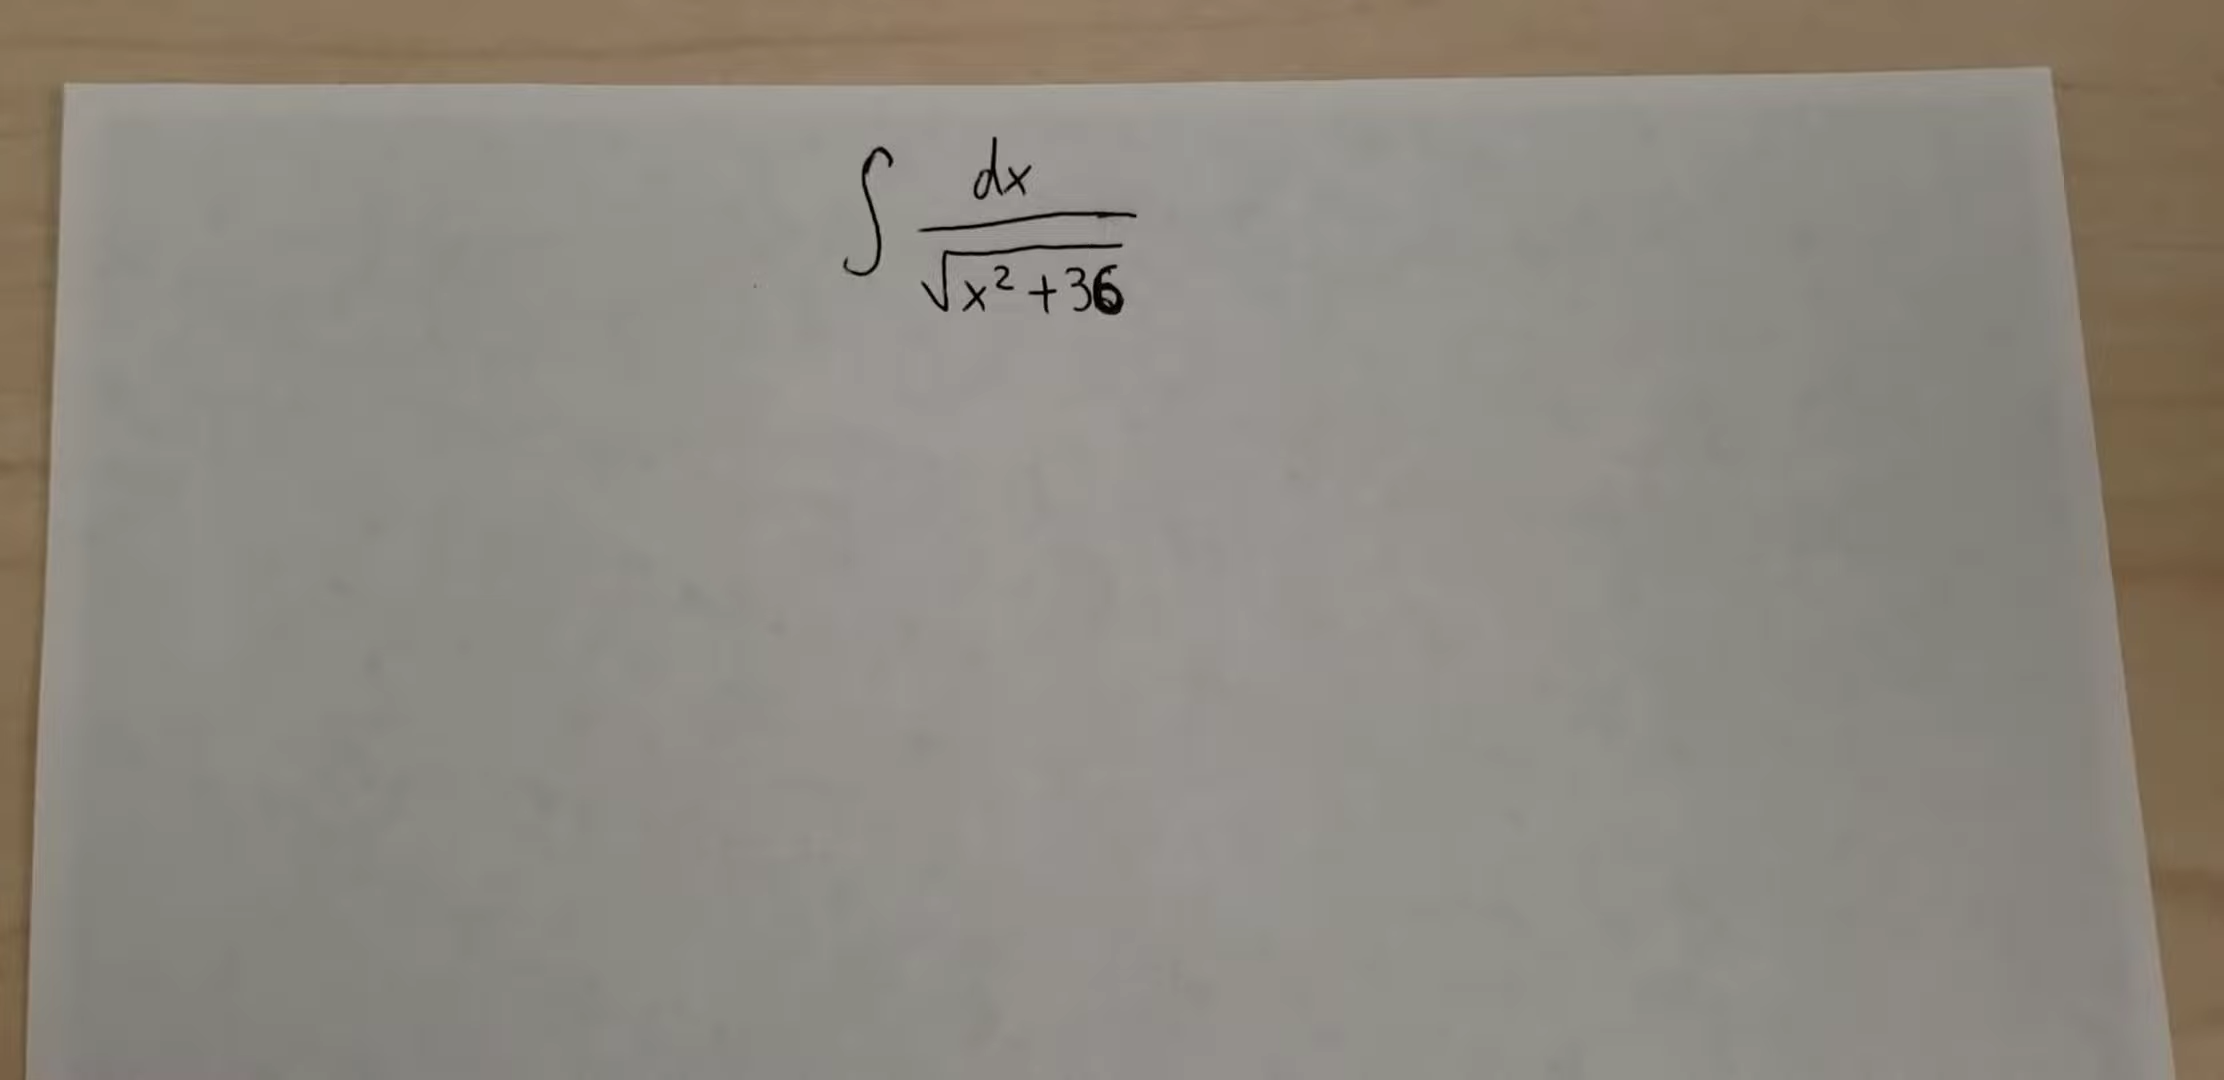 ∫ dx / √(x² + 36)